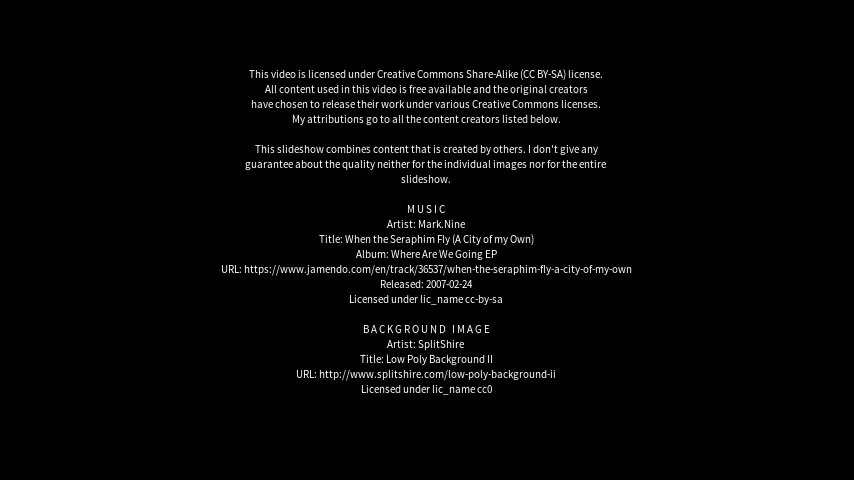 This video is licensed under Creative Commons Share-Alike (CC BY-SA) license.
All content used in this video is free available and the original creators
have chosen to release their work under various Creative Commons licenses.
My attributions go to all the content creators listed below.
This slideshow combines content that is created by others. I don't give any
guarantee about the quality neither for the individual images nor for the entire
slideshow.
MUSIC
Artist: Mark.Nine
Title: When the Seraphim Fly (A City of my Own)
Album: Where Are We Going EP
URL: https://www.jamendo.com/en/track/36537/when-the-seraphim-fly-a-city-of-my-own
Released: 2007-02-24
Licensed under lic_name cc-by-sa
BACKGROUND IMAGE
Artist: SplitShire
Title: Low Poly Background II
URL: http://www.splitshire.com/low-poly-background-ii
Licensed under lic_name cc0